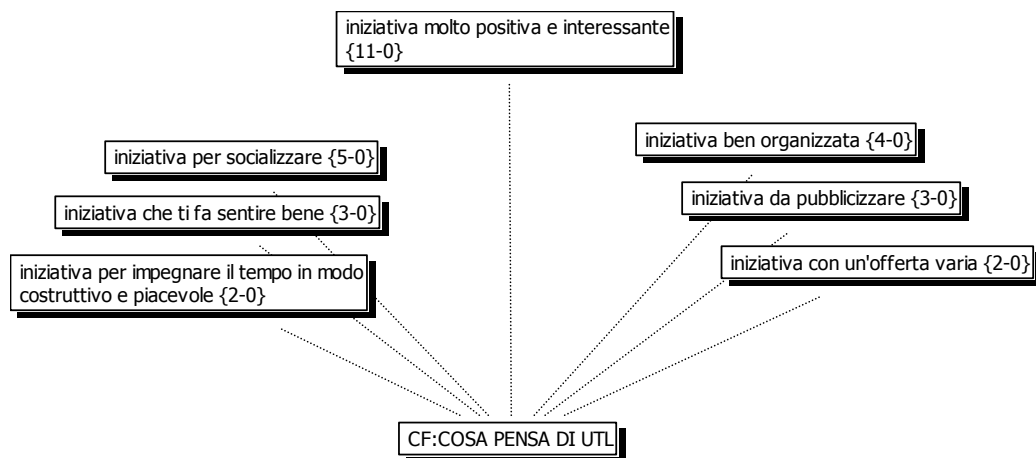 iniziativa molto positiva e interessante
{11-0}
iniziativa per socializzare {5-0}
iniziativa ben organizzata {4-0}
iniziativa che ti fa sentire bene {3-0}
iniziativa da pubblicizzare {3-0}
iniziativa per impegnare il tempo in modo
costruttivo e piacevole {2-0}
iniziativa con un'offerta varia {2-0}
CF:COSA PENSA DI UTL